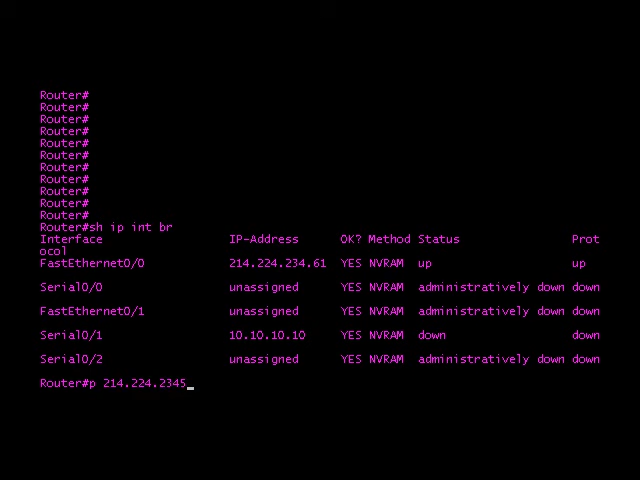 Router#
Router#
Router#
Router#
Router#
Router#
Router#
Router#
Router#
Router#
Router#
Router#sh ip int br
Interface IP-Address OK? Method Status Prot
ocol
FastEthernet0/0 214.224.234.61 YES NVRAM up up
Serial0/0 unassigned YES NVRAM administratively down down
FastEthernet0/1 unassigned YES NVRAM administratively down down
Serial0/1 10.10.10.10 YES NVRAM down down
Serial0/2 unassigned YES NVRAM administratively down down
Router#p 214.224.2345_